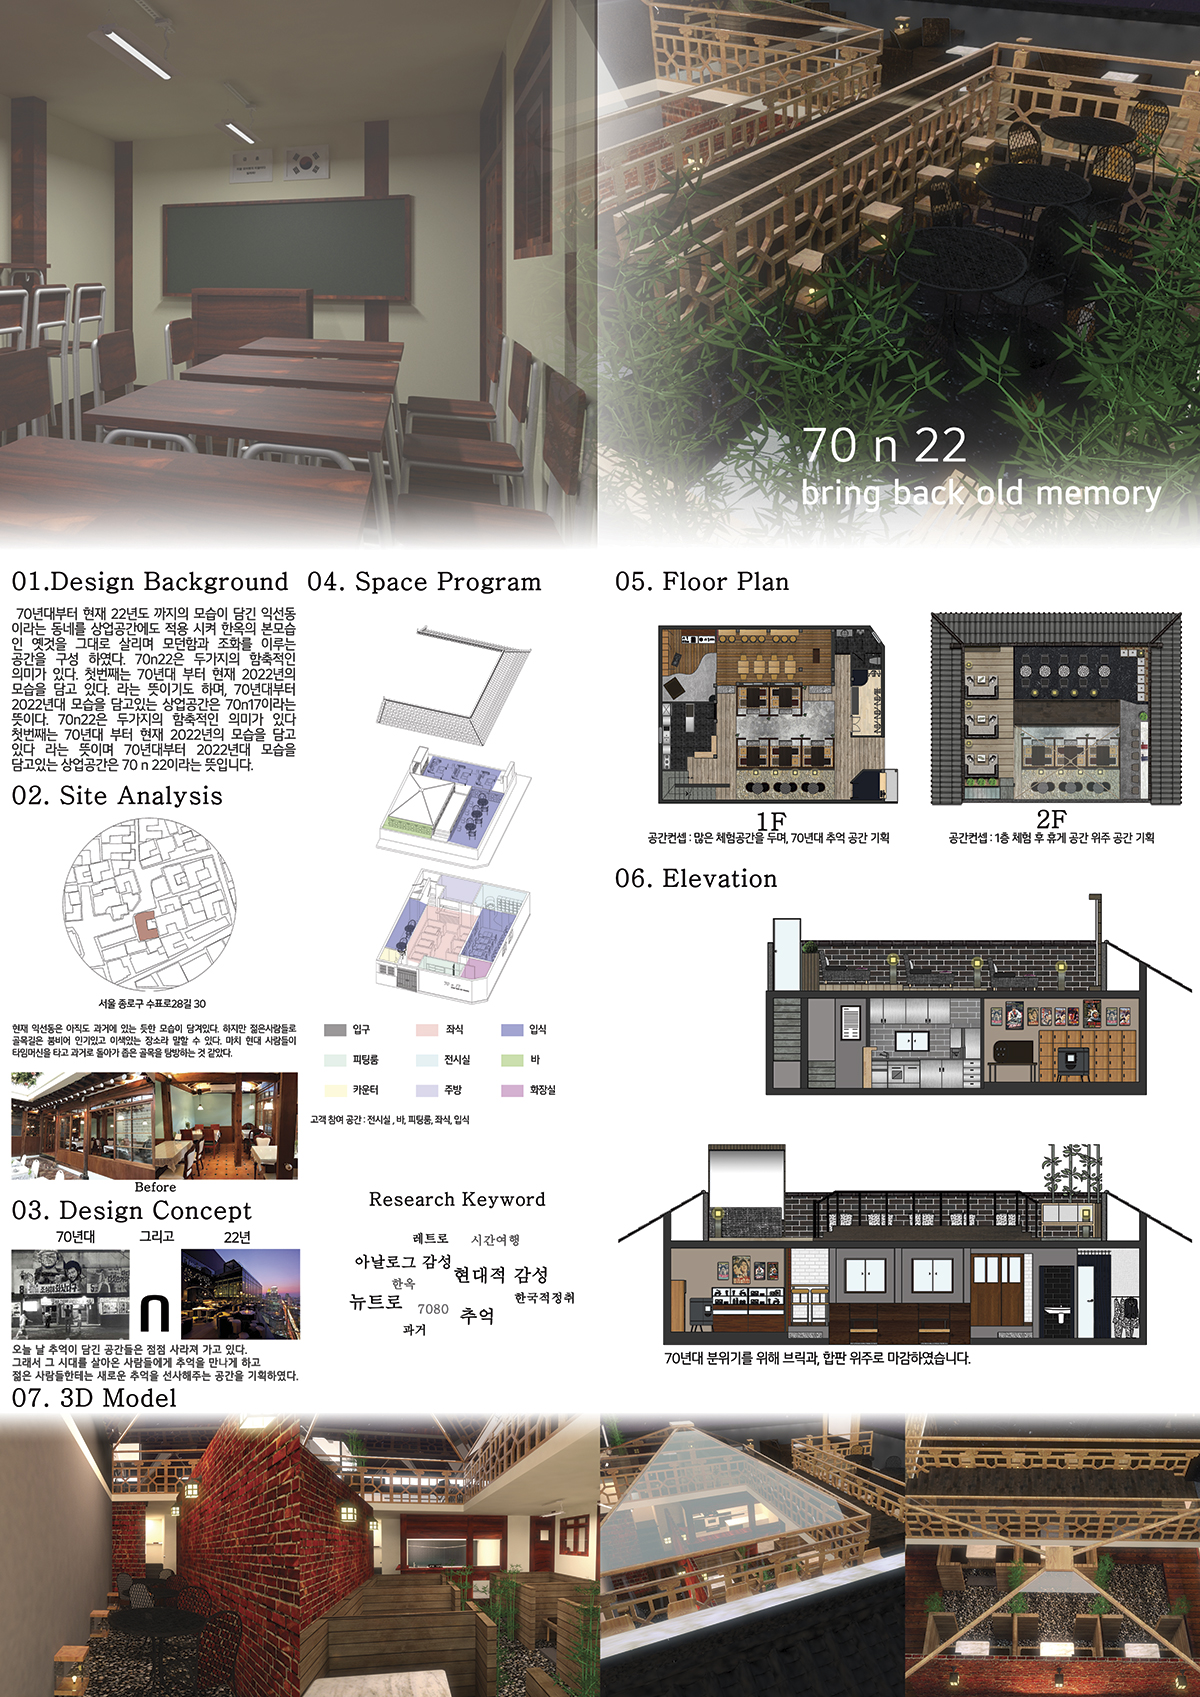 70 n 22
bring back old memory
01.Design Background
70년대부터 현재 22년도 까지의 모습이 담긴 익선동
이라는 동네를 상업공간에도 적용 시켜 한옥의 본모습
인 옛것을 그대로 살리며 모던함과 조화를 이루는
공간을 구성 하였다. 70n22은 두가지의 함축적인
의미가 있다. 첫번째는 70년대 부터 현재 2022년의
모습을 담고 있다. 라는 뜻이기도 하며, 70년대부터
2022년대 모습을 담고있는 상업공간은 70n17이라는
뜻이다. 70n22은 두가지의 함축적인 의미가 있다
첫번째는 70년대 부터 현재 2022년의 모습을 담고
있다 라는 뜻이며 70년대부터 2022년대 모습을
담고있는 상업공간은 70 n 22이라는 뜻입니다.
02. Site Analysis
서울 종로구 수표로28길 30
현재 익선동은 아직도 과거에 있는 듯한 모습이 담겨있다. 하지만 젊은사람들로
골목길은 붐비어 인기있고 이색있는 장소라 말할 수 있다. 마치 현대 사람들이
타임머신을 타고 과거로 돌아가 좁은 골목을 탐방하는 것 같았다.
Before
03. Design Concept
70년대 그리고 22년
n
오늘 날 추억이 담긴 공간들은 점점 사라져 가고 있다.
그래서 그 시대를 살아온 사람들에게 추억을 만나게 하고
젊은 사람들한테는 새로운 추억을 선사해주는 공간을 기획하였다.
04. Space Program
입구 좌식 입식
피팅룸 전시실 바
카운터 주방 화장실
고객 참여 공간 : 전시실 , 바, 피팅룸, 좌식, 입식
Research Keyword
레트로 시간여행
아날로그 감성 현대적 감성
한옥 한국적정취
뉴트로 7080 추억
과거
05. Floor Plan
1F
공간컨셉 : 많은 체험공간을 두며, 70년대 추억 공간 기획
2F
공간컨셉 : 1층 체험 후 휴게 공간 위주 공간 기획
06. Elevation
70년대 분위기를 위해 브릭과, 합판 위주로 마감하였습니다.
07. 3D Model